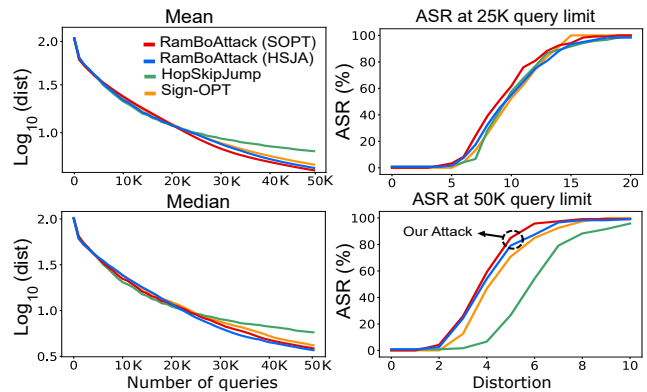 Mean
2.0
1.0
Log10 (dist)
RamBoAttack (SOPT)
RamBoAttack (HSJA)
HopSkipJump
Sign-OPT
0 10K 20K 30K 40K 50K
ASR at 25K query limit
100
80
60
40
20
0
ASR (%)
0 5 10 15 20
Median
2.0
1.5
1.0
0.5
Log10 (dist)
0 10K 20K 30K 40K 50K
Number of queries
ASR at 50K query limit
100
80
60
40
20
0
ASR (%)
Our Attack
0 2 4 6 8 10
Distortion